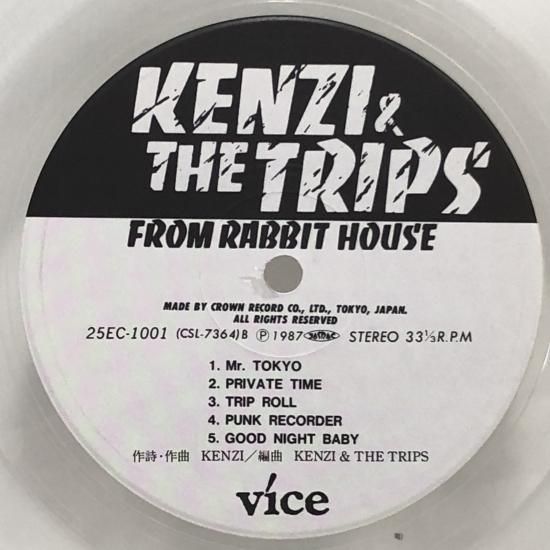 KENZI &
THE TRIPS
FROM RABBIT HOUSE
MADE BY CROWN RECORD CO., LTD., TOKYO, JAPAN.
ALL RIGHTS RESERVED
25EC-1001 (CSL-7364)B Ⓟ1987 JASRAC STEREO 33⅓R.P.M
1. Mr. TOKYO
2. PRIVATE TIME
3. TRIP ROLL
4. PUNK RECORDER
5. GOOD NIGHT BABY
作詩・作曲 KENZI/編曲 KENZI & THE TRIPS
vice